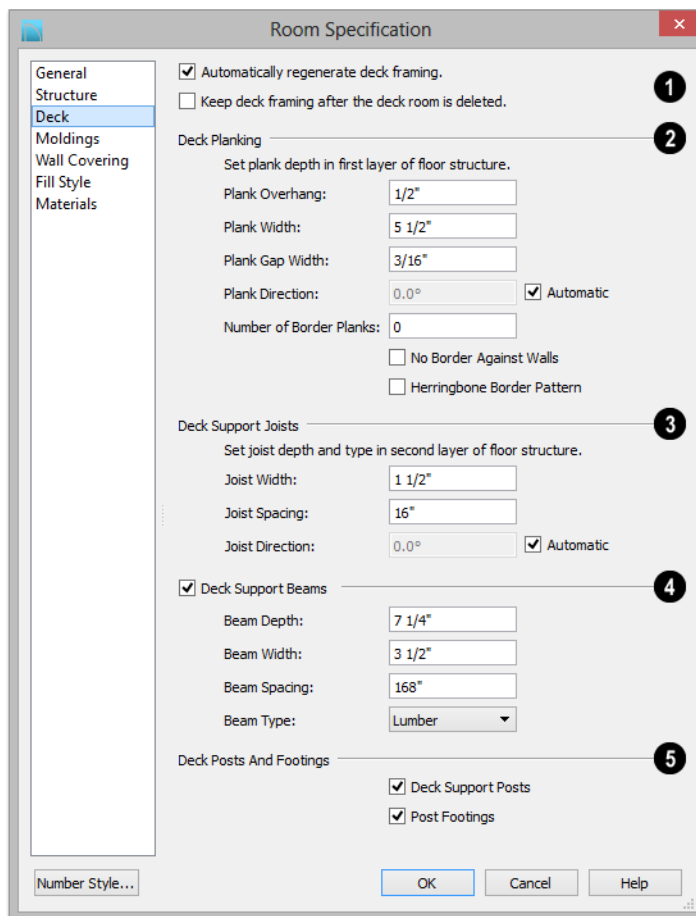 Room Specification
General
Structure
Deck
Moldings
Wall Covering
Fill Style
Materials
Automatically regenerate deck framing.
Keep deck framing after the deck room is deleted.
1
Deck Planking
2
Set plank depth in first layer of floor structure.
Plank Overhang: 1/2"
Plank Width: 5 1/2"
Plank Gap Width: 3/16"
Plank Direction: 0.0° Automatic
Number of Border Planks: 0
No Border Against Walls
Herringbone Border Pattern
Deck Support Joists
3
Set joist depth and type in second layer of floor structure.
Joist Width: 1 1/2"
Joist Spacing: 16"
Joist Direction: 0.0° Automatic
Deck Support Beams
4
Beam Depth: 7 1/4"
Beam Width: 3 1/2"
Beam Spacing: 168"
Beam Type: Lumber
Deck Posts And Footings
5
Deck Support Posts
Post Footings
Number Style... OK Cancel Help